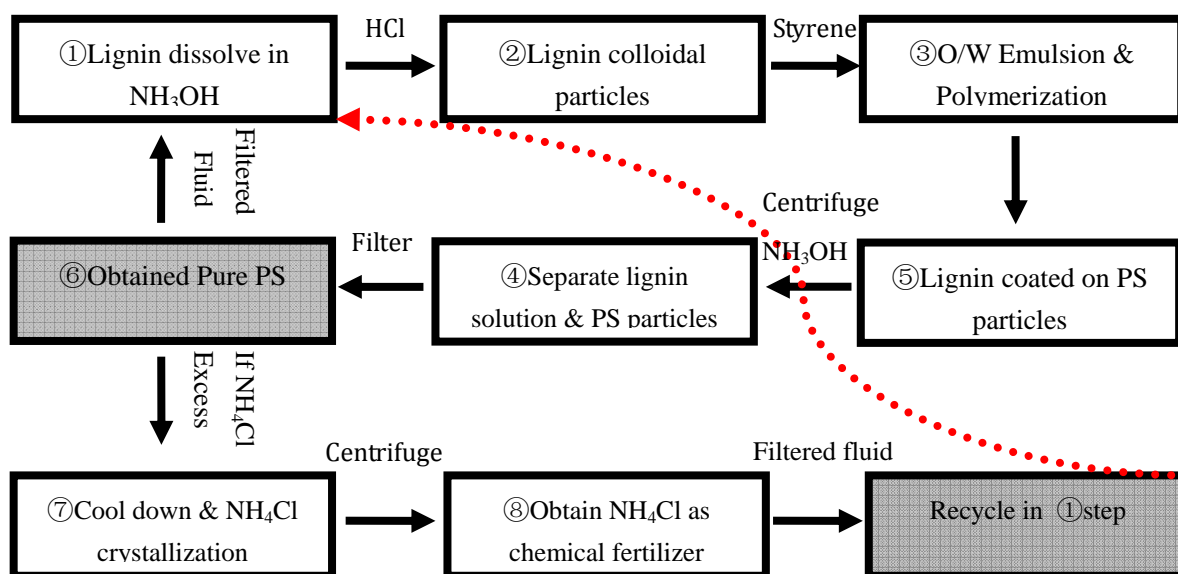 HCl
Styrene
①Lignin dissolve in
NH₃OH
②Lignin colloidal
particles
③O/W Emulsion &
Polymerization
Filtered
Fluid
Centrifuge
NH₃OH
Filter
⑥Obtained Pure PS
④Separate lignin
solution & PS particles
⑤Lignin coated on PS
particles
If NH₄Cl
Excess
Centrifuge
Filtered fluid
⑦Cool down & NH₄Cl
crystallization
⑧Obtain NH₄Cl as
chemical fertilizer
Recycle in ①step